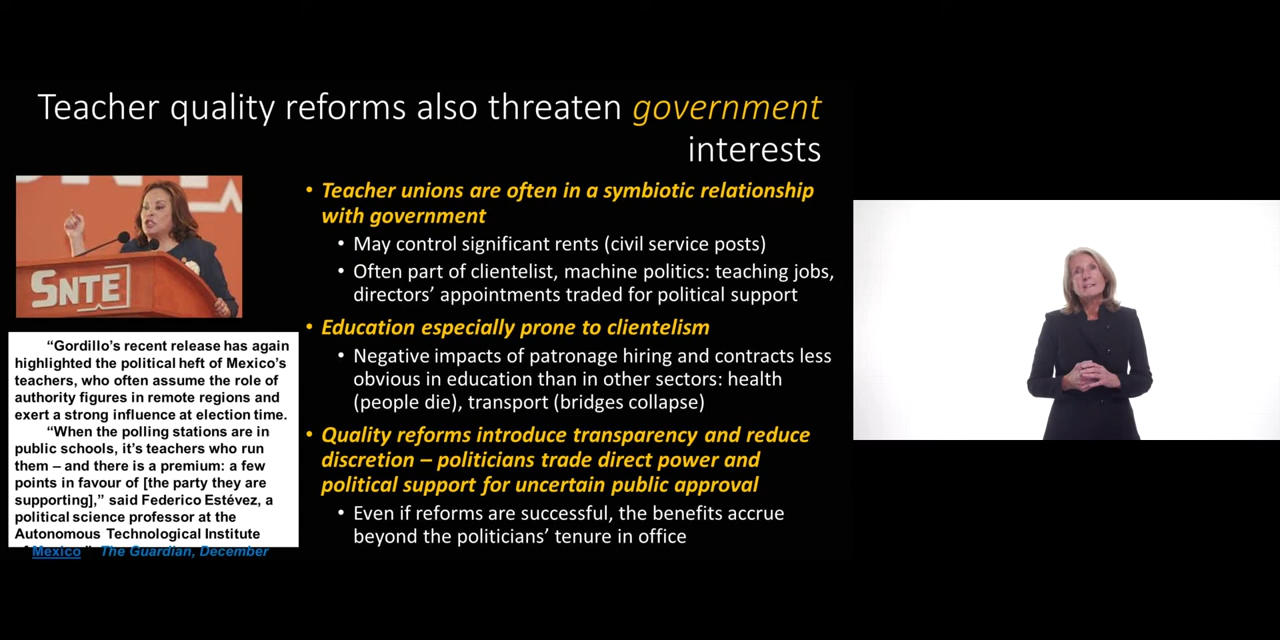 Teacher quality reforms also threaten government
interests
SNTE
“Gordillo’s recent release has again
highlighted the political heft of Mexico’s
teachers, who often assume the role of
authority figures in remote regions and
exert a strong influence at election time.
“When the polling stations are in
public schools, it’s teachers who run
them – and there is a premium: a few
points in favour of [the party they are
supporting],” said Federico Estévez, a
political science professor at the
Autonomous Technological Institute
Mexico The Guardian, December
• Teacher unions are often in a symbiotic relationship
with government
• May control significant rents (civil service posts)
• Often part of clientelist, machine politics: teaching jobs,
directors’ appointments traded for political support
• Education especially prone to clientelism
• Negative impacts of patronage hiring and contracts less
obvious in education than in other sectors: health
(people die), transport (bridges collapse)
• Quality reforms introduce transparency and reduce
discretion – politicians trade direct power and
political support for uncertain public approval
• Even if reforms are successful, the benefits accrue
beyond the politicians’ tenure in office